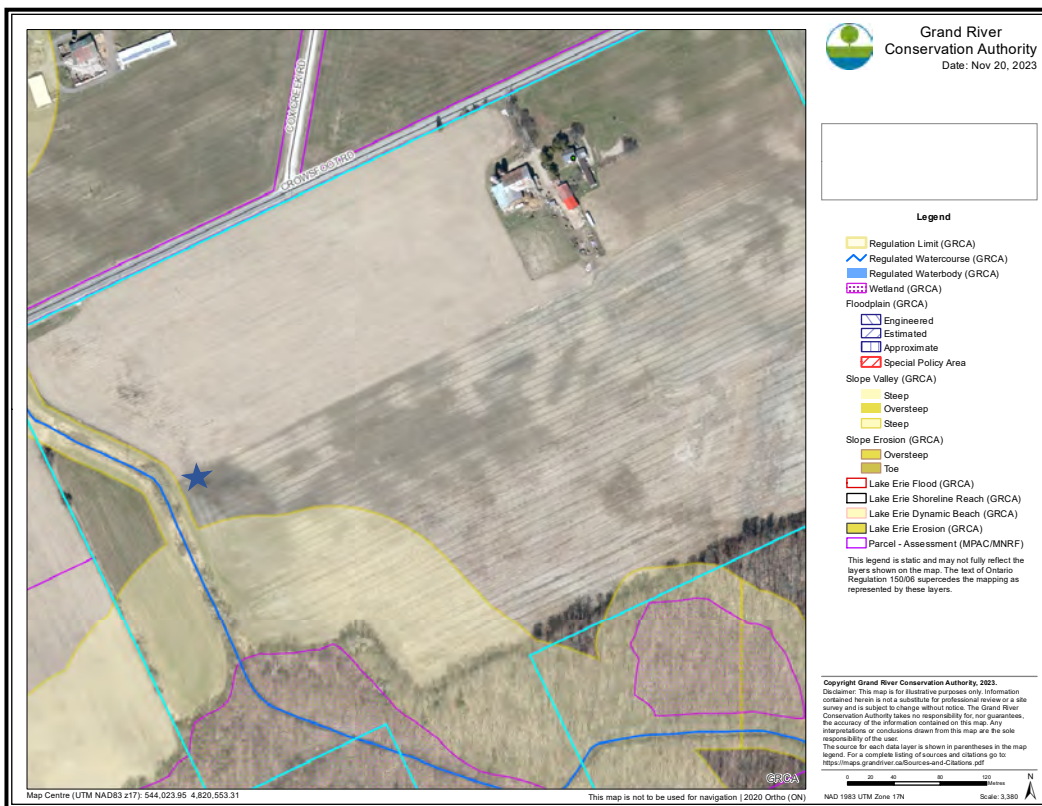 COX CREEK RD
CROWSFOOT RD
GRCA
Map Centre (UTM NAD83 z17): 544,023.95 4,820,553.31
This map is not to be used for navigation | 2020 Ortho (ON)
Grand River
Conservation Authority
Date: Nov 20, 2023
Legend
Regulation Limit (GRCA)
Regulated Watercourse (GRCA)
Regulated Waterbody (GRCA)
Wetland (GRCA)
Floodplain (GRCA)
Engineered
Estimated
Approximate
Special Policy Area
Slope Valley (GRCA)
Steep
Oversteep
Steep
Slope Erosion (GRCA)
Oversteep
Toe
Lake Erie Flood (GRCA)
Lake Erie Shoreline Reach (GRCA)
Lake Erie Dynamic Beach (GRCA)
Lake Erie Erosion (GRCA)
Parcel - Assessment (MPAC/MNRF)
This legend is static and may not fully reflect the
layers shown on the map. The text of Ontario
Regulation 150/06 supercedes the mapping as
represented by these layers.
Copyright Grand River Conservation Authority, 2023.
Disclaimer: This map is for illustrative purposes only. Information
contained herein is not a substitute for professional review or a site
survey and is subject to change without notice. The Grand River
Conservation Authority takes no responsibility for, nor guarantees,
the accuracy of the information contained on this map. Any
interpretations or conclusions drawn from this map are the sole
responsibility of the user.
The source for each data layer is shown in parentheses in the map
legend. For a complete listing of sources and citations go to:
https://maps.grandriver.ca/Sources-and-Citations.pdf
0 20 40 80 120
Metres
N
NAD 1983 UTM Zone 17N
Scale: 3,380